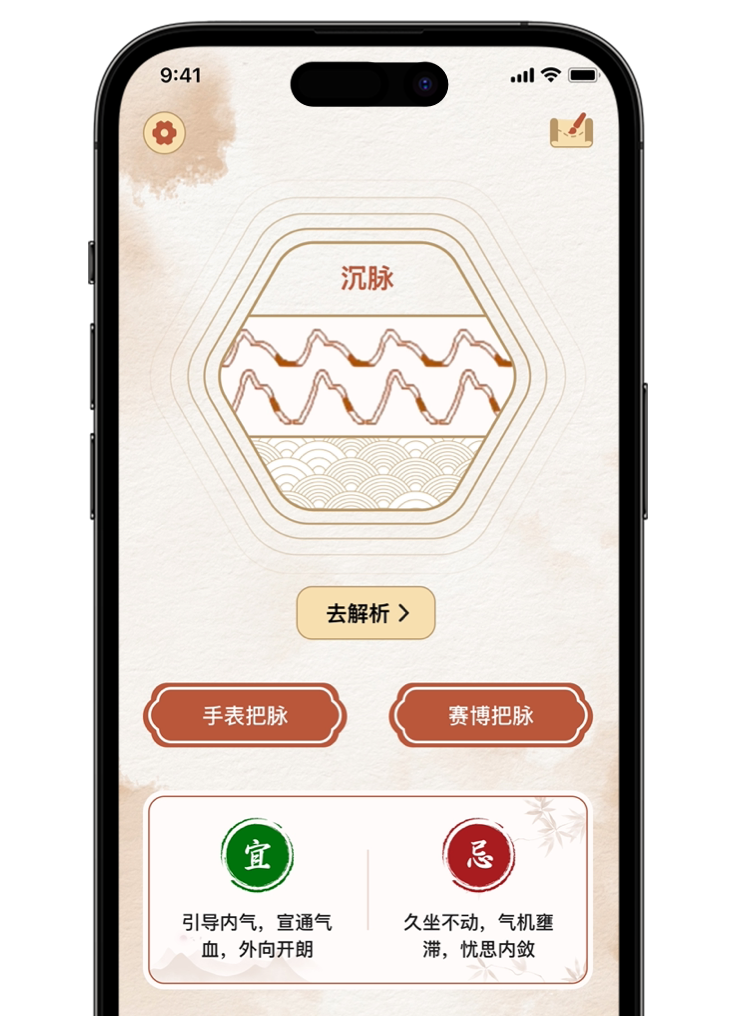 9:41
沉脉
去解析 >
手表把脉
赛博把脉
宜
引导内气，宣通气
血，外向开朗
忌
久坐不动，气机壅
滞，忧思内敛